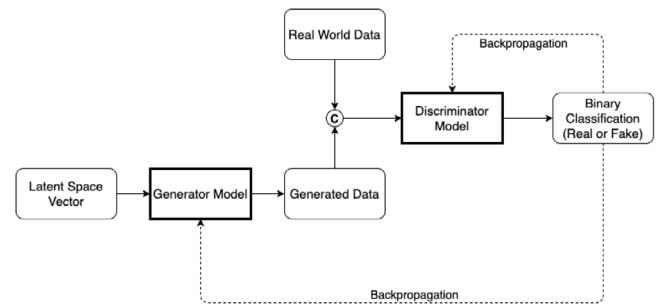 Real World Data
Backpropagation
C
Discriminator
Model
Binary
Classification
(Real or Fake)
Latent Space
Vector
Generator Model
Generated Data
Backpropagation